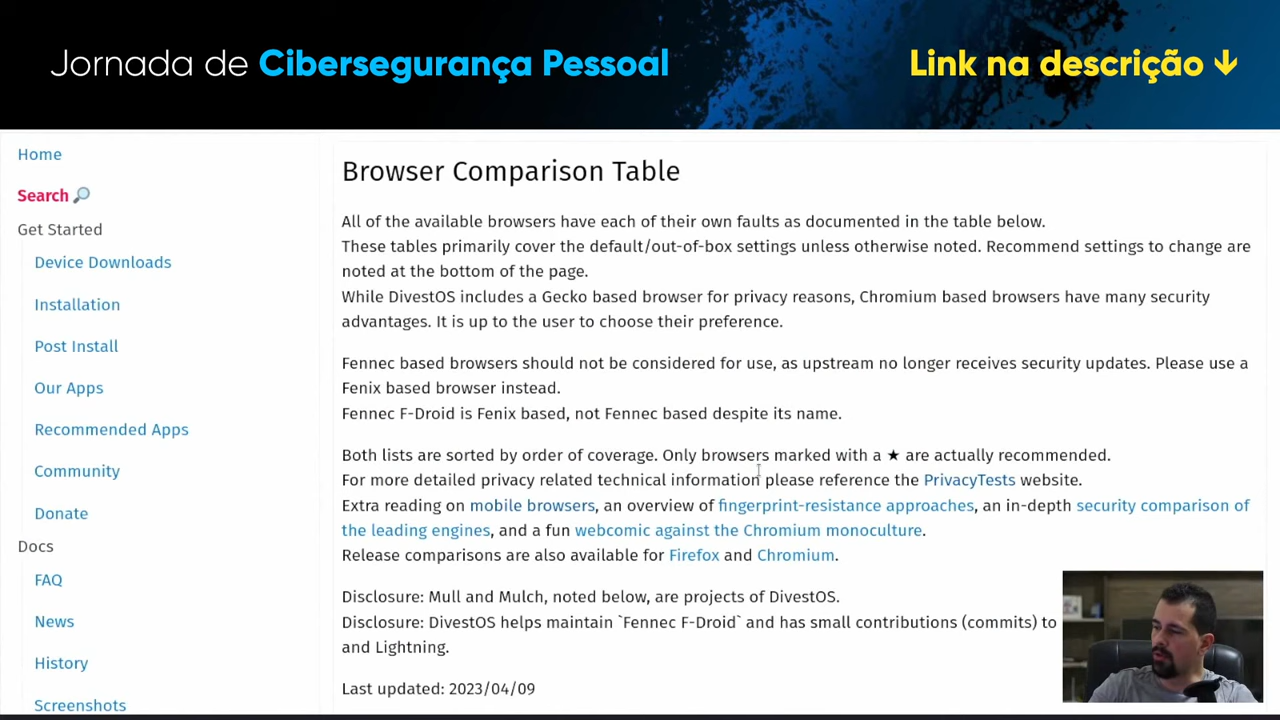 Jornada de Cibersegurança Pessoal
Link na descrição ↓
Home
Search 🔎
Get Started
Device Downloads
Installation
Post Install
Our Apps
Recommended Apps
Community
Donate
Docs
FAQ
News
History
Screenshots
Browser Comparison Table
All of the available browsers have each of their own faults as documented in the table below.
These tables primarily cover the default/out-of-box settings unless otherwise noted. Recommend settings to change are
noted at the bottom of the page.
While DivestOS includes a Gecko based browser for privacy reasons, Chromium based browsers have many security
advantages. It is up to the user to choose their preference.
Fennec based browsers should not be considered for use, as upstream no longer receives security updates. Please use a
Fenix based browser instead.
Fennec F-Droid is Fenix based, not Fennec based despite its name.
Both lists are sorted by order of coverage. Only browsers marked with a ★ are actually recommended.
For more detailed privacy related technical information please reference the PrivacyTests website.
Extra reading on mobile browsers, an overview of fingerprint-resistance approaches, an in-depth security comparison of
the leading engines, and a fun webcomic against the Chromium monoculture.
Release comparisons are also available for Firefox and Chromium.
Disclosure: Mull and Mulch, noted below, are projects of DivestOS.
Disclosure: DivestOS helps maintain `Fennec F-Droid` and has small contributions (commits) to
and Lightning.
Last updated: 2023/04/09